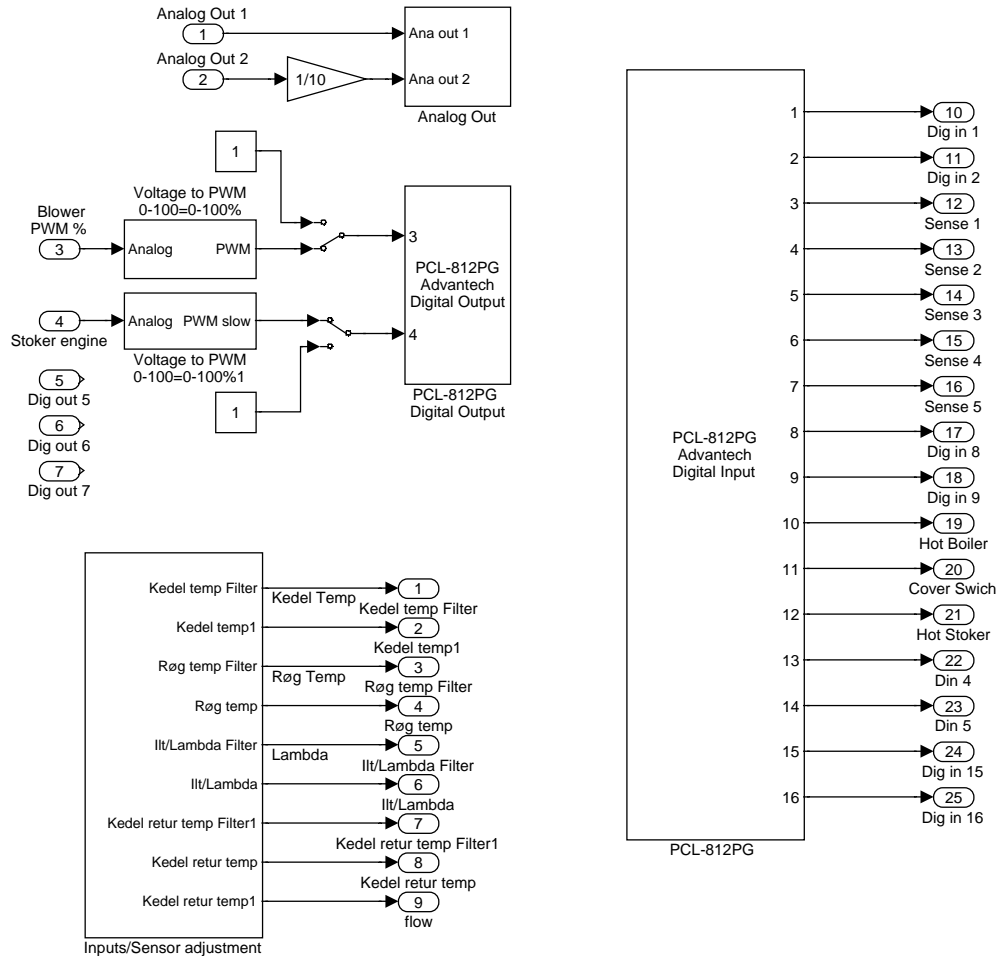 Analog Out 1
1
Ana out 1
Analog Out 2
2
1/10
Ana out 2
Analog Out
1
Voltage to PWM
0-100=0-100%
Blower
PWM %
3
Analog
PWM
3
PCL-812PG
Advantech
Digital Output
4
Analog
PWM slow
4
Stoker engine
Voltage to PWM
0-100=0-100%1
1
PCL-812PG
Digital Output
5
Dig out 5
6
Dig out 6
7
Dig out 7
Kedel temp Filter
Kedel Temp
1
Kedel temp Filter
Kedel temp1
2
Kedel temp1
Røg temp Filter
Røg Temp
3
Røg temp Filter
Røg temp
4
Røg temp
Ilt/Lambda Filter
Lambda
5
Ilt/Lambda Filter
Ilt/Lambda
6
Ilt/Lambda
Kedel retur temp Filter1
7
Kedel retur temp Filter1
Kedel retur temp
8
Kedel retur temp
Kedel retur temp1
9
flow
Inputs/Sensor adjustment
PCL-812PG
Advantech
Digital Input
1
10
Dig in 1
2
11
Dig in 2
3
12
Sense 1
4
13
Sense 2
5
14
Sense 3
6
15
Sense 4
7
16
Sense 5
8
17
Dig in 8
9
18
Dig in 9
10
19
Hot Boiler
11
20
Cover Swich
12
21
Hot Stoker
13
22
Din 4
14
23
Din 5
15
24
Dig in 15
16
25
Dig in 16
PCL-812PG